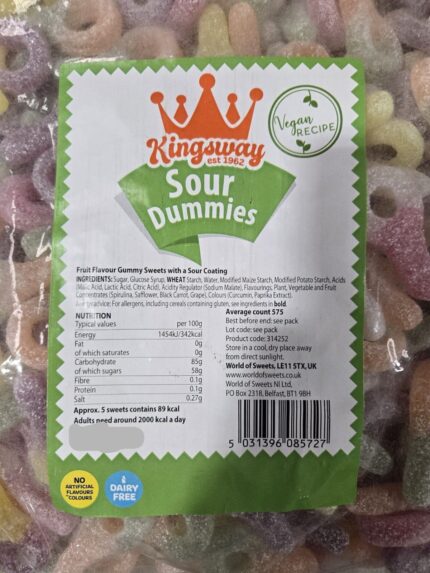 Kingsway
est 1962
Vegan
RECIPE
Sour
Dummies
Fruit Flavour Gummy Sweets with a Sour Coating
INGREDIENTS: Sugar, Glucose Syrup, WHEAT Starch, Water, Modified Maize Starch, Modified Potato Starch, Acids
(Malic Acid, Lactic Acid, Citric Acid), Acidity Regulator (Sodium Malate), Flavourings, Plant, Vegetable and Fruit
Concentrates (Spirulina, Safflower, Black Carrot, Grape), Colours (Curcumin, Paprika Extract).
Allergy advice: For allergens, including cereals containing gluten, see ingredients in bold.
NUTRITION
Typical values per 100g
Energy 1454kJ/342kcal
Fat 0g
of which saturates 0g
Carbohydrate 85g
of which sugars 58g
Fibre 0.1g
Protein 0.1g
Salt 0.27g
Approx. 5 sweets contains 89 kcal
Adults need around 2000 kcal a day
Average count 575
Best before end: see pack
Lot code: see pack
Product code: 314252
Store in a cool, dry place away
from direct sunlight.
World of Sweets, LE11 5TX, UK
www.worldofsweets.co.uk
World of Sweets NI Ltd,
PO Box 2318, Belfast, BT1 9BH
5 031396 085727
NO
ARTIFICIAL
FLAVOURS
COLOURS
DAIRY
FREE